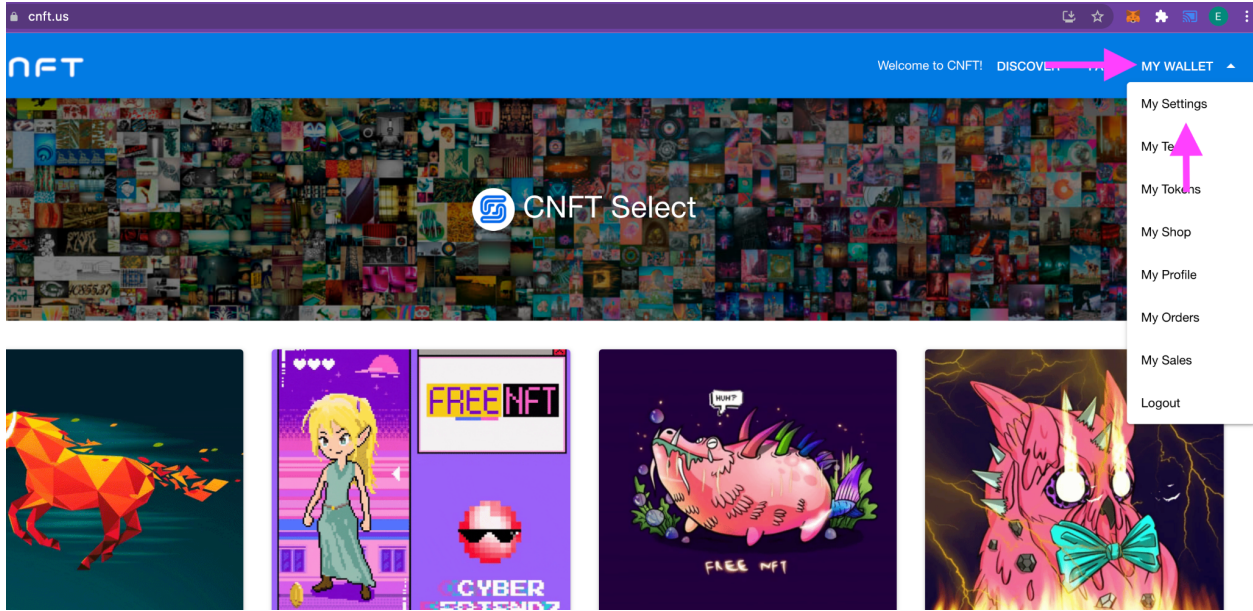 cnft.us
E
NFT
Welcome to CNFT! DISCOVER MY WALLET
My Settings
My
My Tokens
My Shop
My Profile
My Orders
My Sales
Logout
CNFT Select
FREE NFT
HUH?
FREE NFT
CYBER